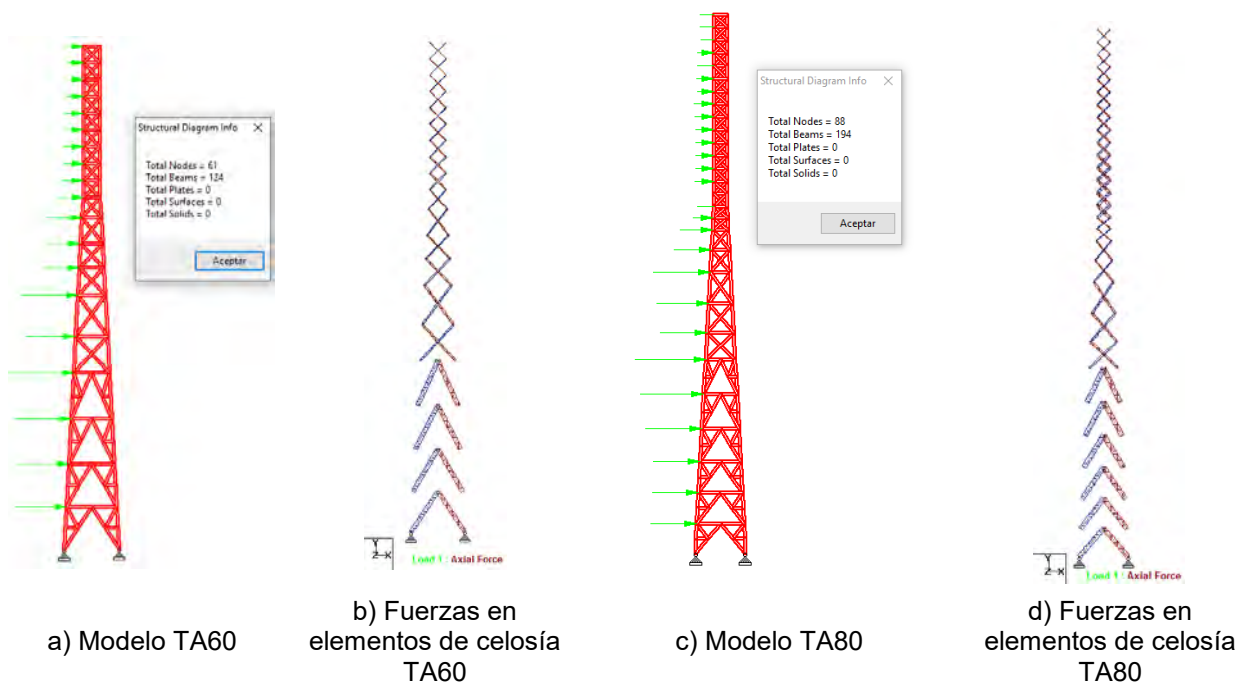 Structural Diagram Info
Total Nodes = 61
Total Beams = 124
Total Plates = 0
Total Surfaces = 0
Total Solids = 0
Aceptar
Y
Z-X
Load 1 : Axial Force
Structural Diagram Info
Total Nodes = 88
Total Beams = 194
Total Plates = 0
Total Surfaces = 0
Total Solids = 0
Aceptar
Y
Z-X
Load 1 : Axial Force
a) Modelo TA60
b) Fuerzas en
elementos de celosía
TA60
c) Modelo TA80
d) Fuerzas en
elementos de celosía
TA80